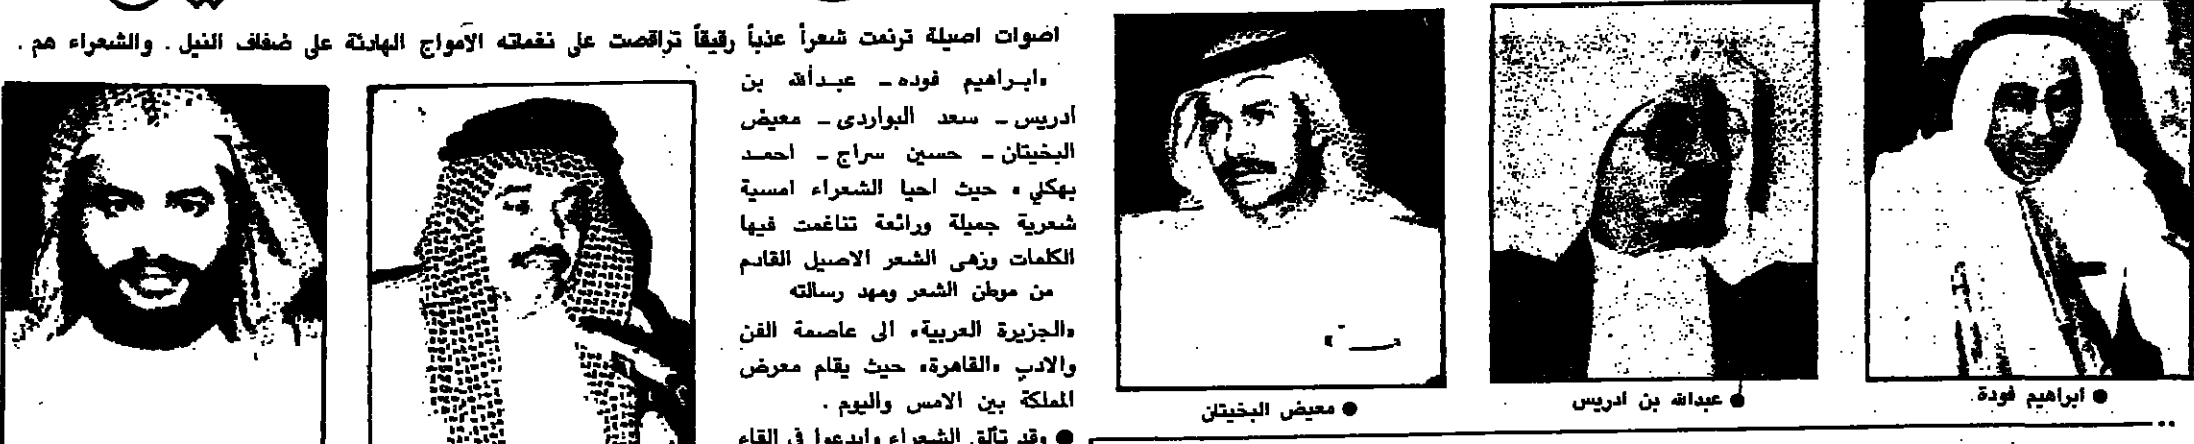 اصوات اصيلة ترنمت شعراً عذباً رقيقاً تراقصت على نغماته الامواج الهادئة على ضفاف النيل . والشعراء هم .
«ابراهيم فوده ـ عبدالله بن
أدريس ـ سعد البواردى ـ معيض
البخيتان ـ حسين سراج ـ احمد
بهكلي » حيث احيا الشعراء امسية
شعرية جميلة ورائعة تناغمت فيها
الكلمات وزهى الشعر الاصيل القادم
من موطن الشعر ومهد رسالته
«الجزيرة العربية» الى عاصمة الفن
والادب «القاهرة» حيث يقام معرض
المملكة بين الامس واليوم .
● وقد تألق الشعراء وابدعوا في القاء
● ابراهيم فودة
● عبدالله بن ادريس
● معيض البخيتان